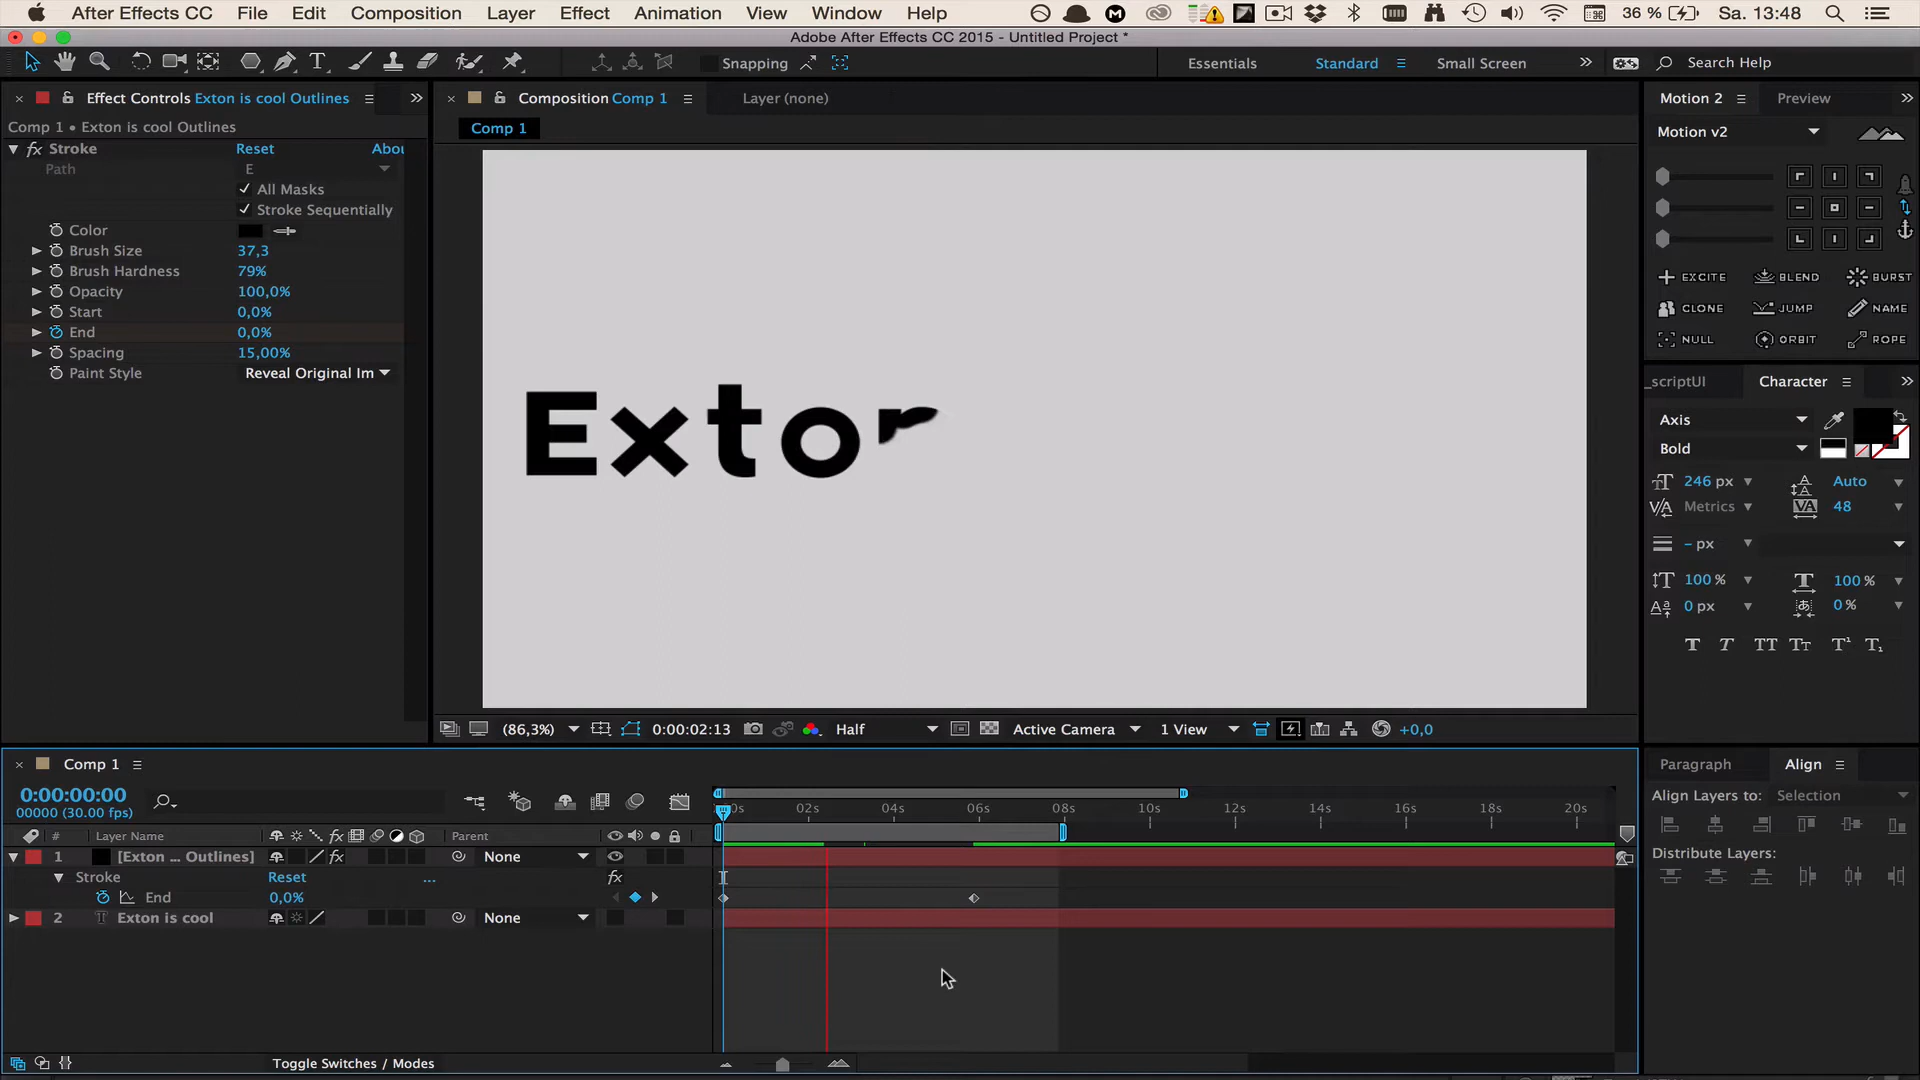 After Effects CC File Edit Composition Layer Effect Animation View Window Help 36 % Sa. 13:48
Adobe After Effects CC 2015 - Untitled Project *
Snapping Essentials Standard Small Screen Search Help
Effect Controls Exton is cool Outlines
Comp 1 • Exton is cool Outlines
fx Stroke Reset Abou
Path E
All Masks
Stroke Sequentially
Color
Brush Size 37,3
Brush Hardness 79%
Opacity 100,0%
Start 0,0%
End 0,0%
Spacing 15,00%
Paint Style Reveal Original Im
Composition Comp 1 Layer (none)
Comp 1
Extor
(86,3%) 0:00:02:13 Half Active Camera 1 View +0,0
Motion 2 Preview
Motion v2
EXCITE BLEND BURST
CLONE JUMP NAME
NULL ORBIT ROPE
_scriptUI Character
Axis
Bold
246 px Auto
Metrics 48
- px
100 % 100 %
0 px 0 %
Paragraph Align
Align Layers to: Selection
Distribute Layers:
Comp 1
0:00:00:00
00000 (30.00 fps)
0s 02s 04s 06s 08s 10s 12s 14s 16s 18s 20s
# Layer Name fx Parent
1 [Exton ... Outlines] fx None
Stroke Reset ... fx
End 0,0%
2 T Exton is cool None
Toggle Switches / Modes